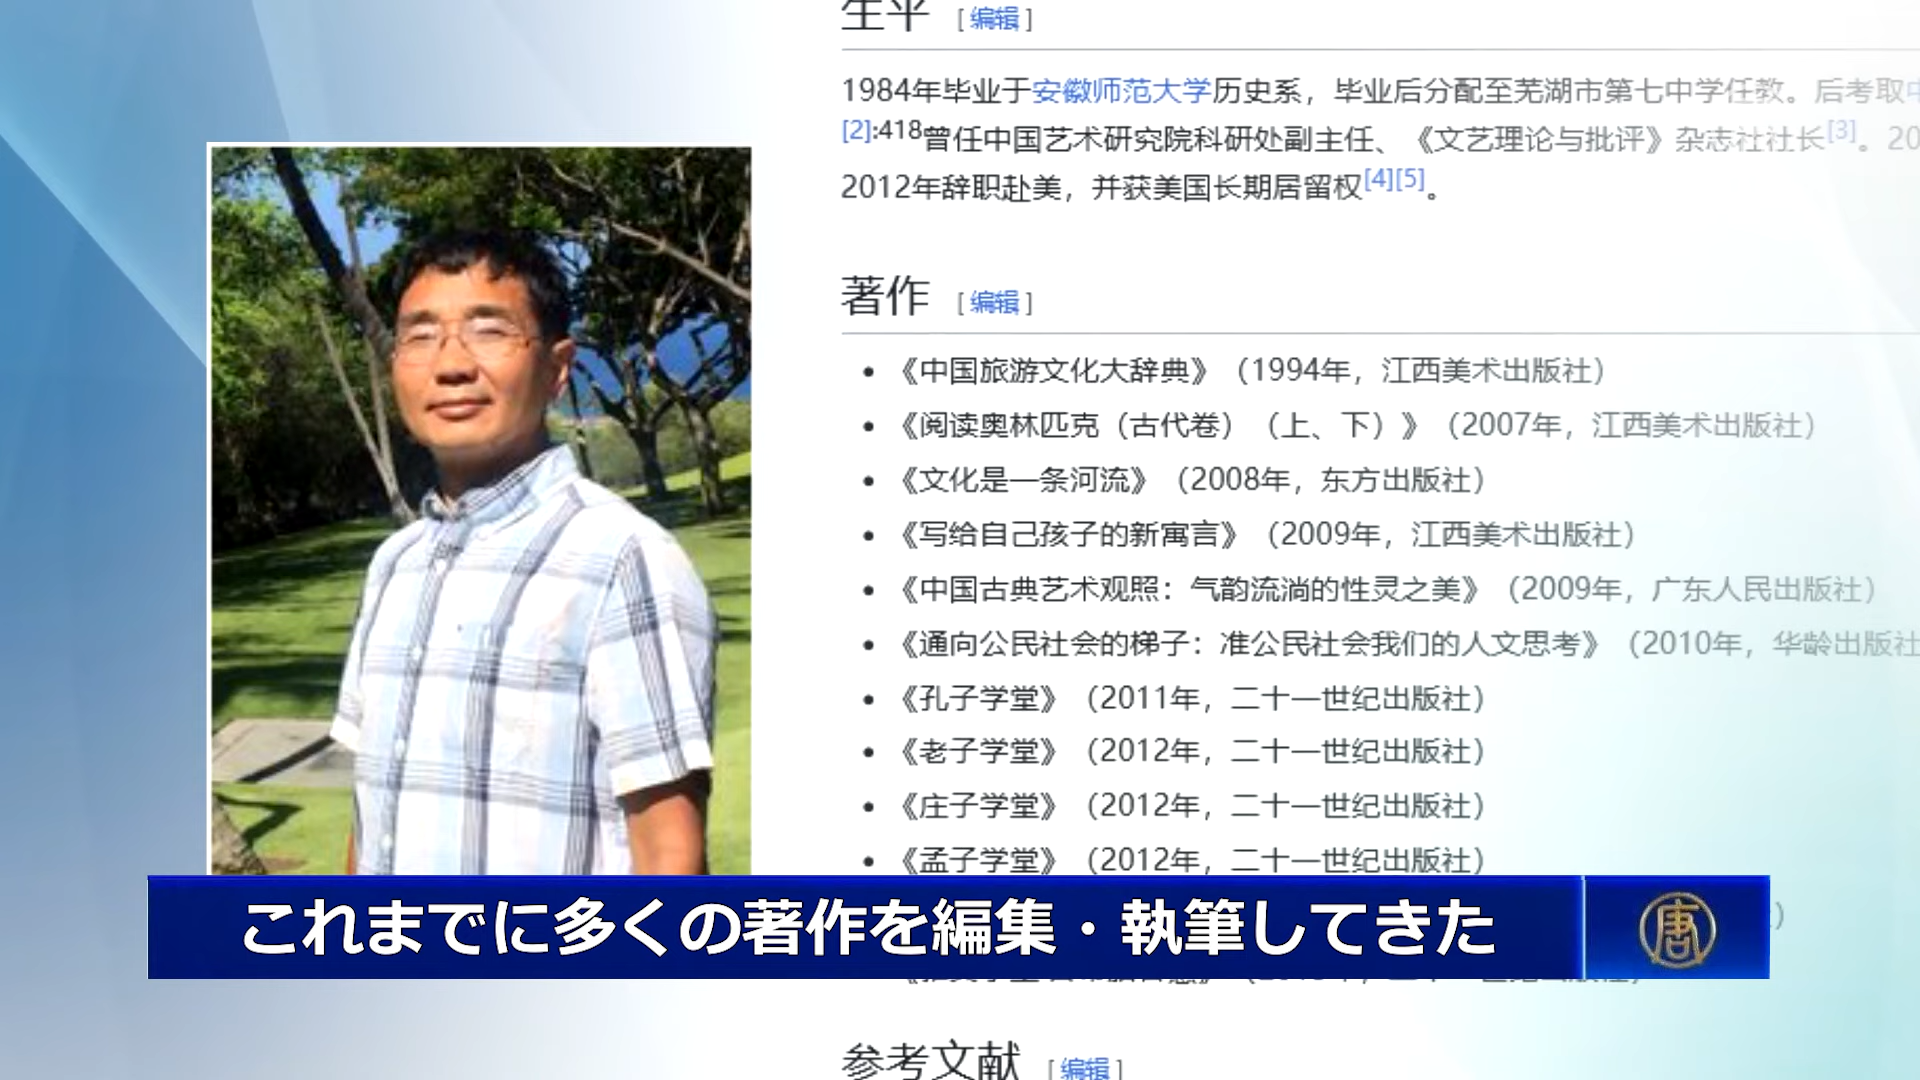 生平 [编辑]
1984年毕业于安徽师范大学历史系，毕业后分配至芜湖市第七中学任教。后考取
[2]:418曾任中国艺术研究院科研处副主任、《文艺理论与批评》杂志社社长[3]。20
2012年辞职赴美，并获美国长期居留权[4][5]。
著作 [编辑]
• 《中国旅游文化大辞典》（1994年，江西美术出版社）
• 《阅读奥林匹克（古代卷）（上、下）》（2007年，江西美术出版社）
• 《文化是一条河流》（2008年，东方出版社）
• 《写给自己孩子的新寓言》（2009年，江西美术出版社）
• 《中国古典艺术观照：气韵流淌的性灵之美》（2009年，广东人民出版社）
• 《通向公民社会的梯子：准公民社会我们的人文思考》（2010年，华龄出版社
• 《孔子学堂》（2011年，二十一世纪出版社）
• 《老子学堂》（2012年，二十一世纪出版社）
• 《庄子学堂》（2012年，二十一世纪出版社）
• 《孟子学堂》（2012年，二十一世纪出版社）
これまでに多くの著作を編集・執筆してきた
唐
参考文献 [编辑]